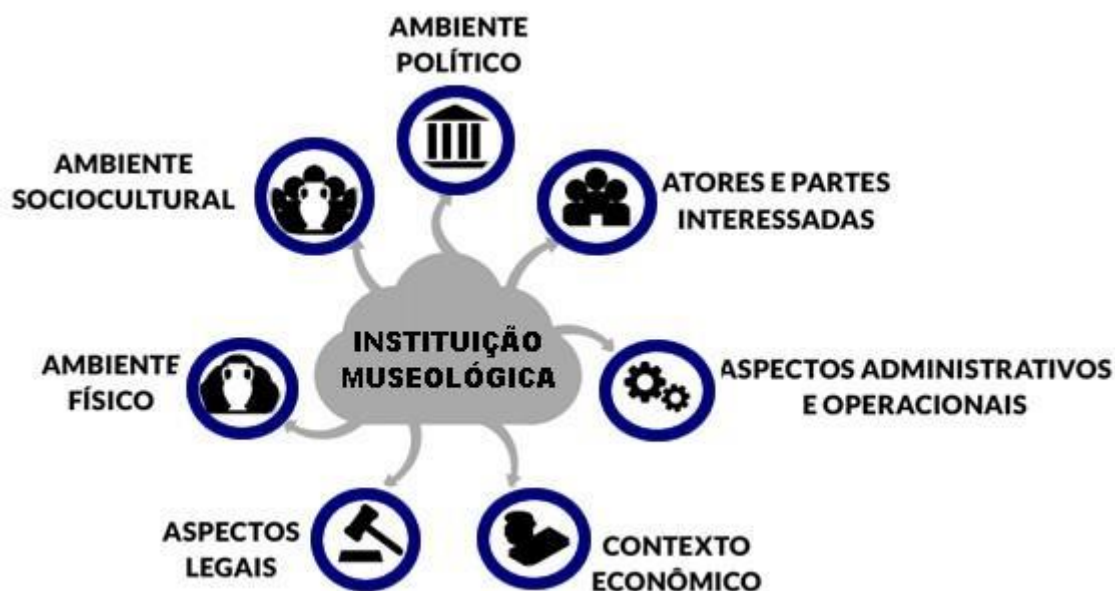 AMBIENTE
POLÍTICO
AMBIENTE
SOCIOCULTURAL
ATORES E PARTES
INTERESSADAS
INSTITUIÇÃO
MUSEOLÓGICA
AMBIENTE
FÍSICO
ASPECTOS ADMINISTRATIVOS
E OPERACIONAIS
ASPECTOS
LEGAIS
CONTEXTO
ECONÔMICO